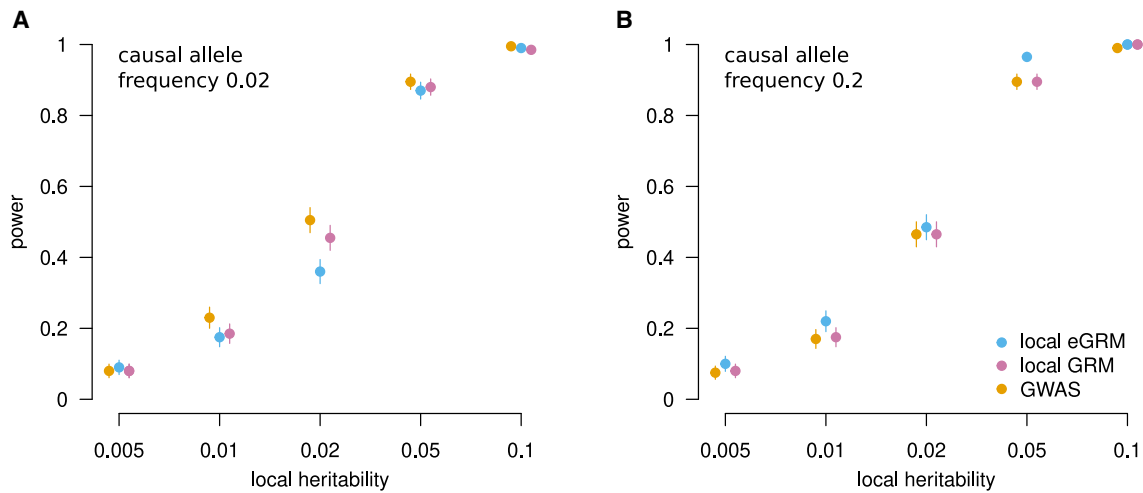 A
causal allele
frequency 0.02
power
1
0.8
0.6
0.4
0.2
0
0.005 0.01 0.02 0.05 0.1
local heritability
B
causal allele
frequency 0.2
power
1
0.8
0.6
0.4
0.2
0
local eGRM
local GRM
GWAS
0.005 0.01 0.02 0.05 0.1
local heritability